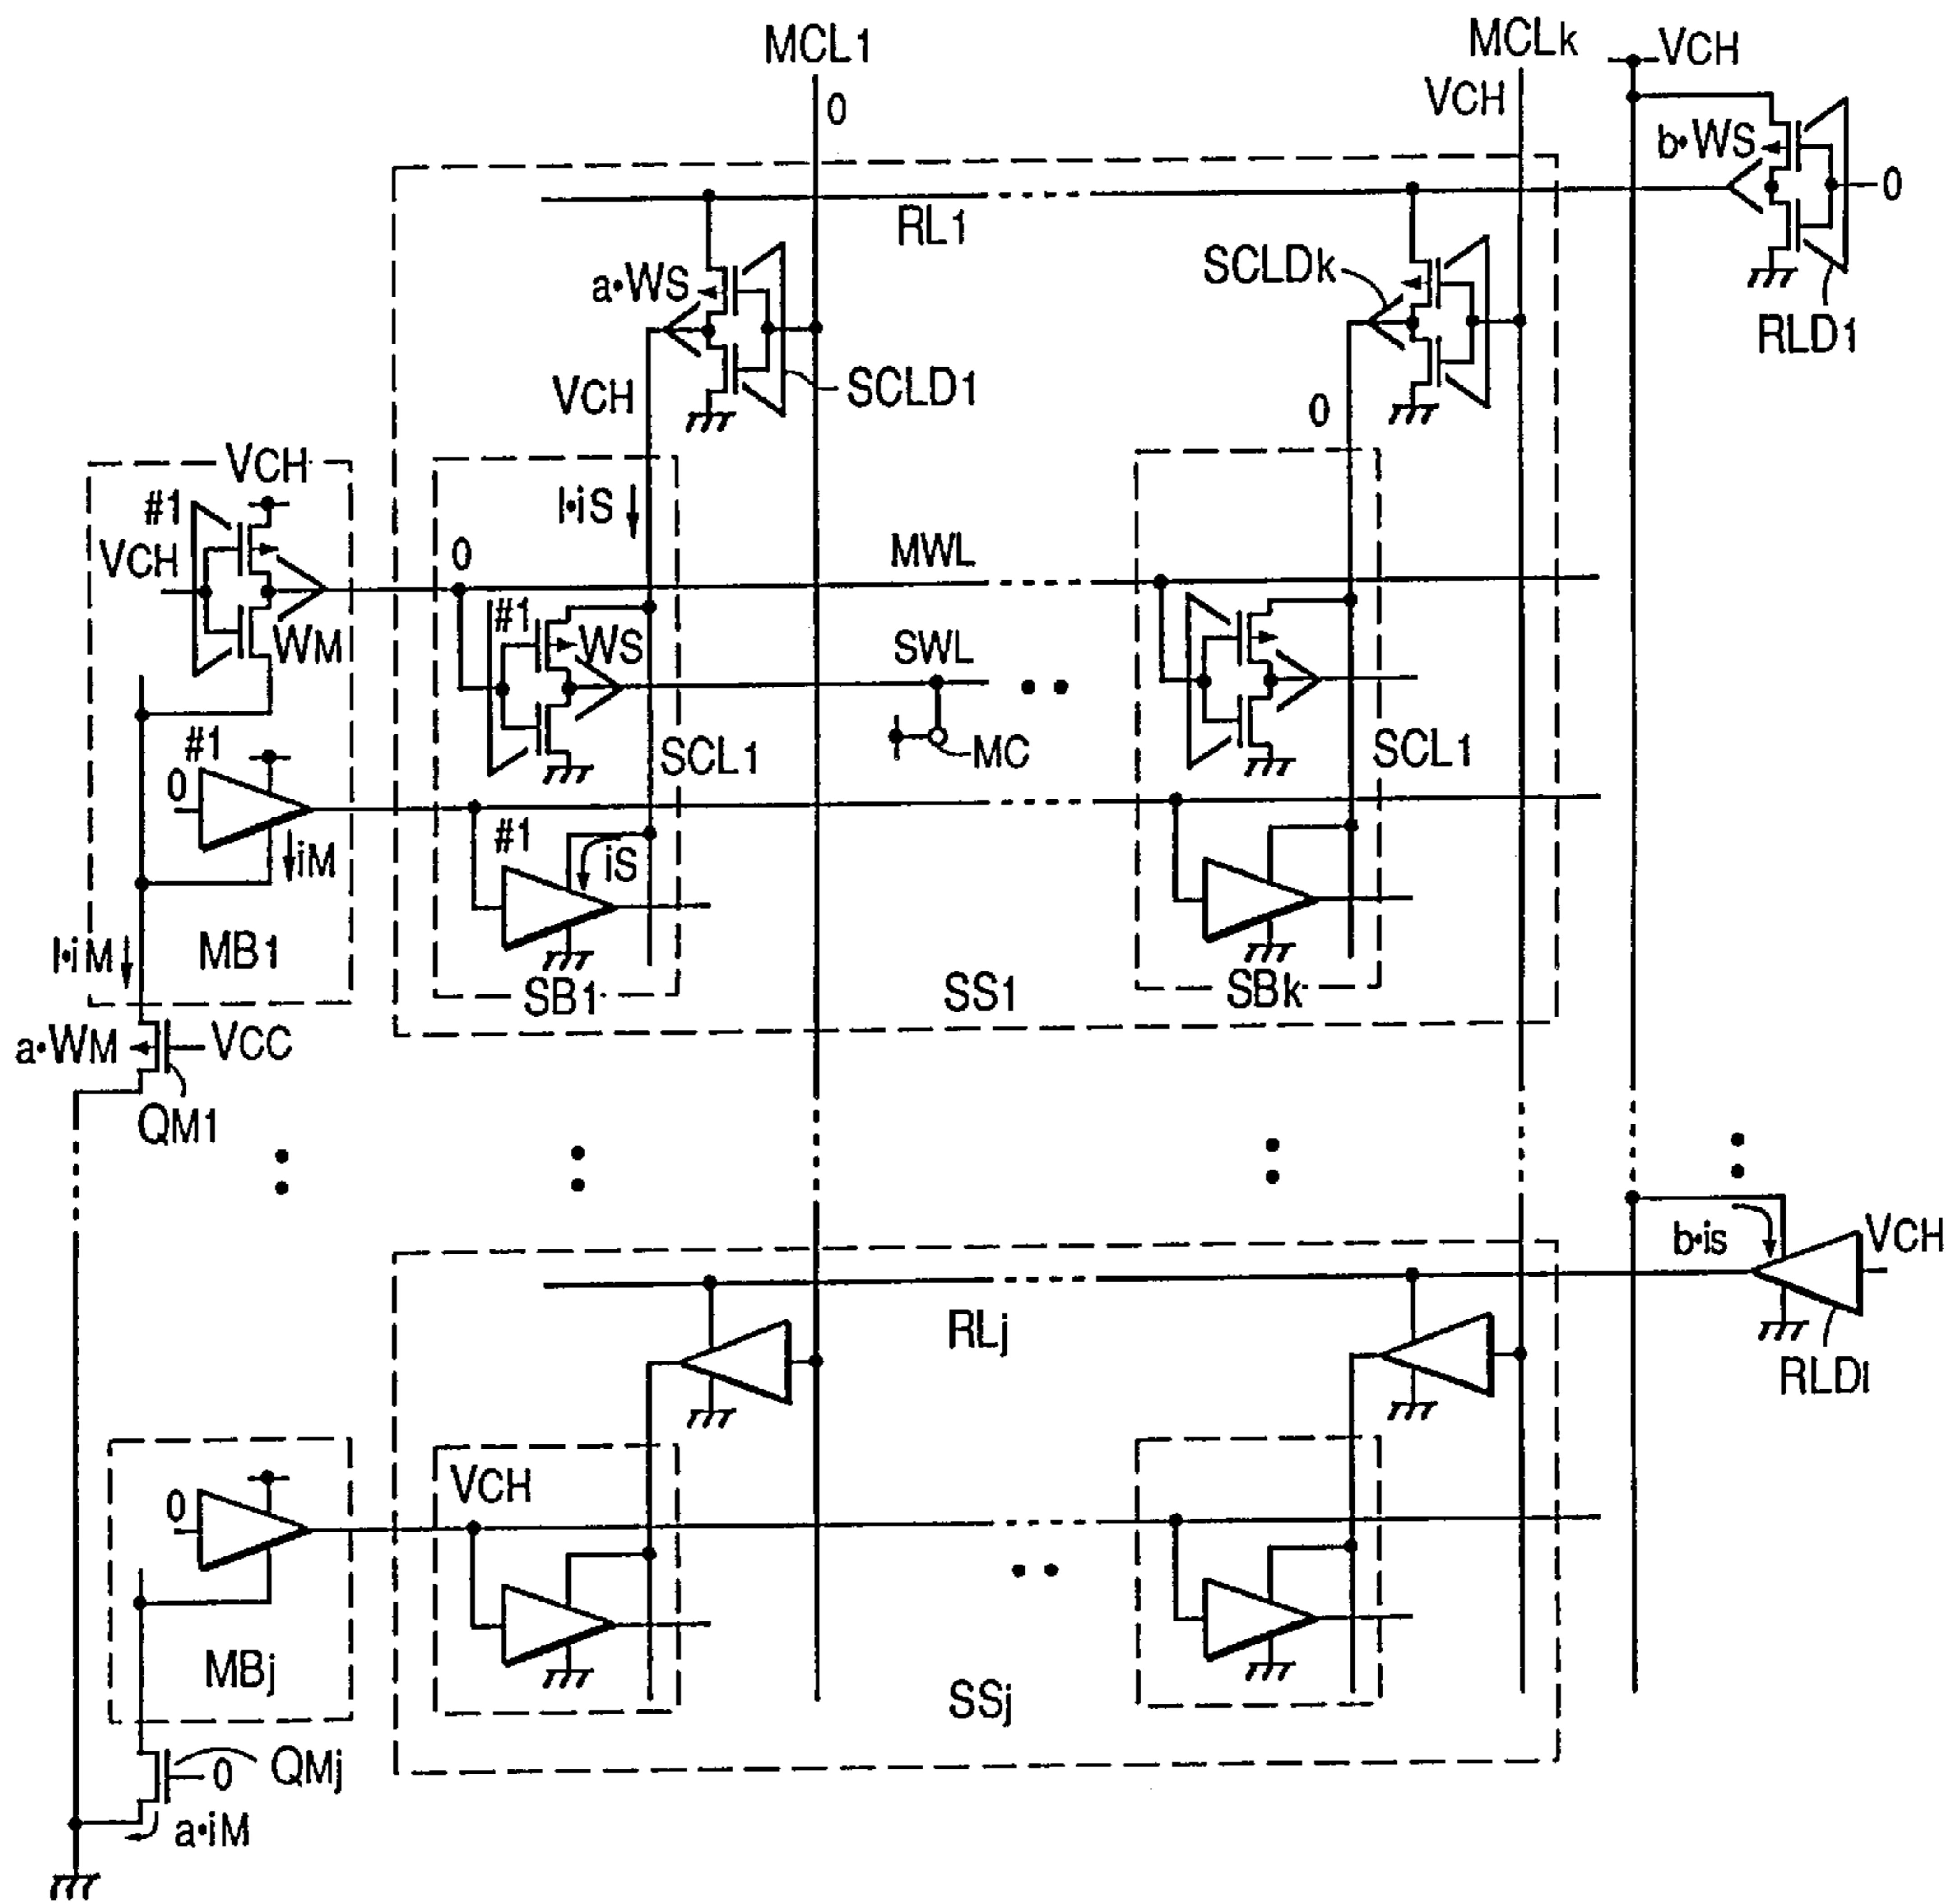 MCL1
MCLk
VCH
0
VCH
b•WS
0
RL1
RLD1
SCLDk
a•WS
SCLD1
VCH
0
VCH
#1
VCH
WM
I•iS
0
MWL
#1
WS
SWL
SCL1
MC
SCL1
#1
0
iM
#1
iS
I•iM
MB1
SB1
SS1
SBk
a•WM
VCC
QM1
b•is
VCH
RLj
RLDI
VCH
0
MBj
SSj
0
QMj
a•iM